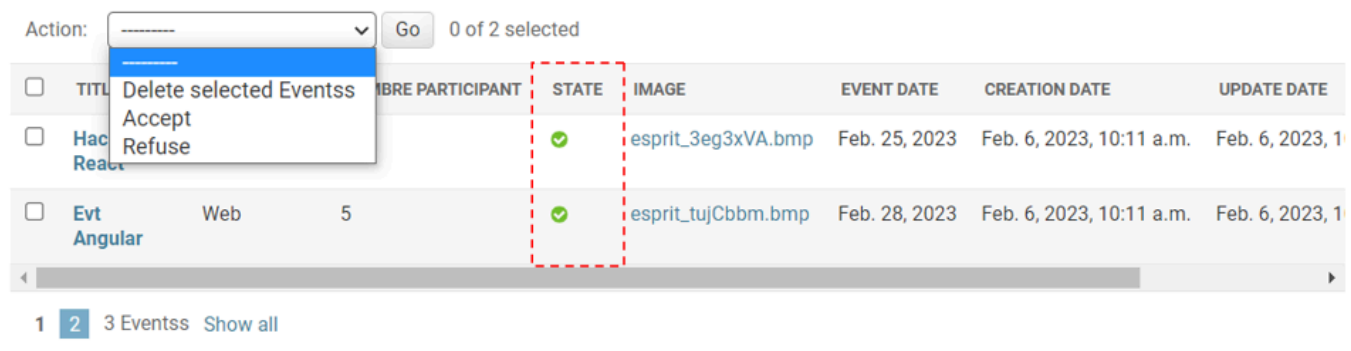 Action: --------- Go 0 of 2 selected
---------
Delete selected Eventss
Accept
Refuse
TITL MBRE PARTICIPANT STATE IMAGE EVENT DATE CREATION DATE UPDATE DATE
Hac esprit_3eg3xVA.bmp Feb. 25, 2023 Feb. 6, 2023, 10:11 a.m. Feb. 6, 2023, 1
React
Evt Web 5 esprit_tujCbbm.bmp Feb. 28, 2023 Feb. 6, 2023, 10:11 a.m. Feb. 6, 2023, 1
Angular
1 2 3 Eventss Show all